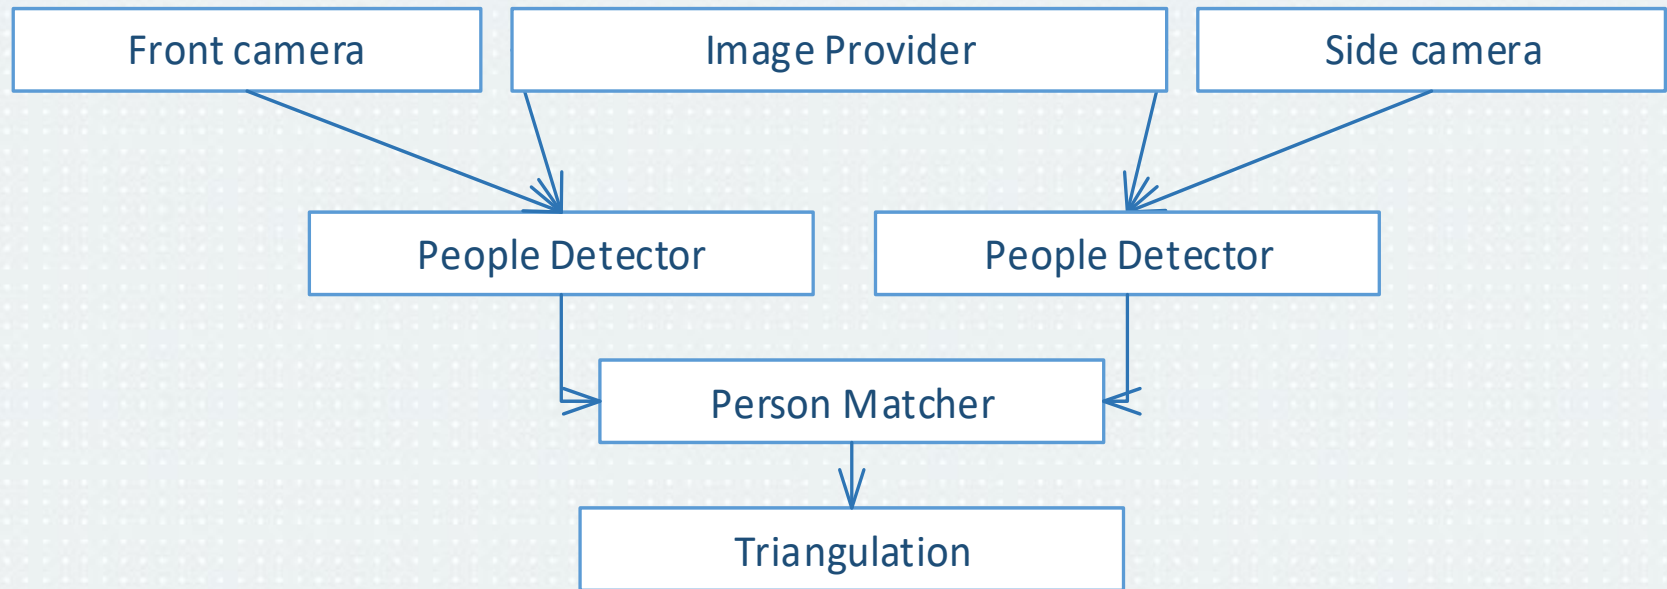 Front camera
Image Provider
Side camera
People Detector
People Detector
Person Matcher
Triangulation